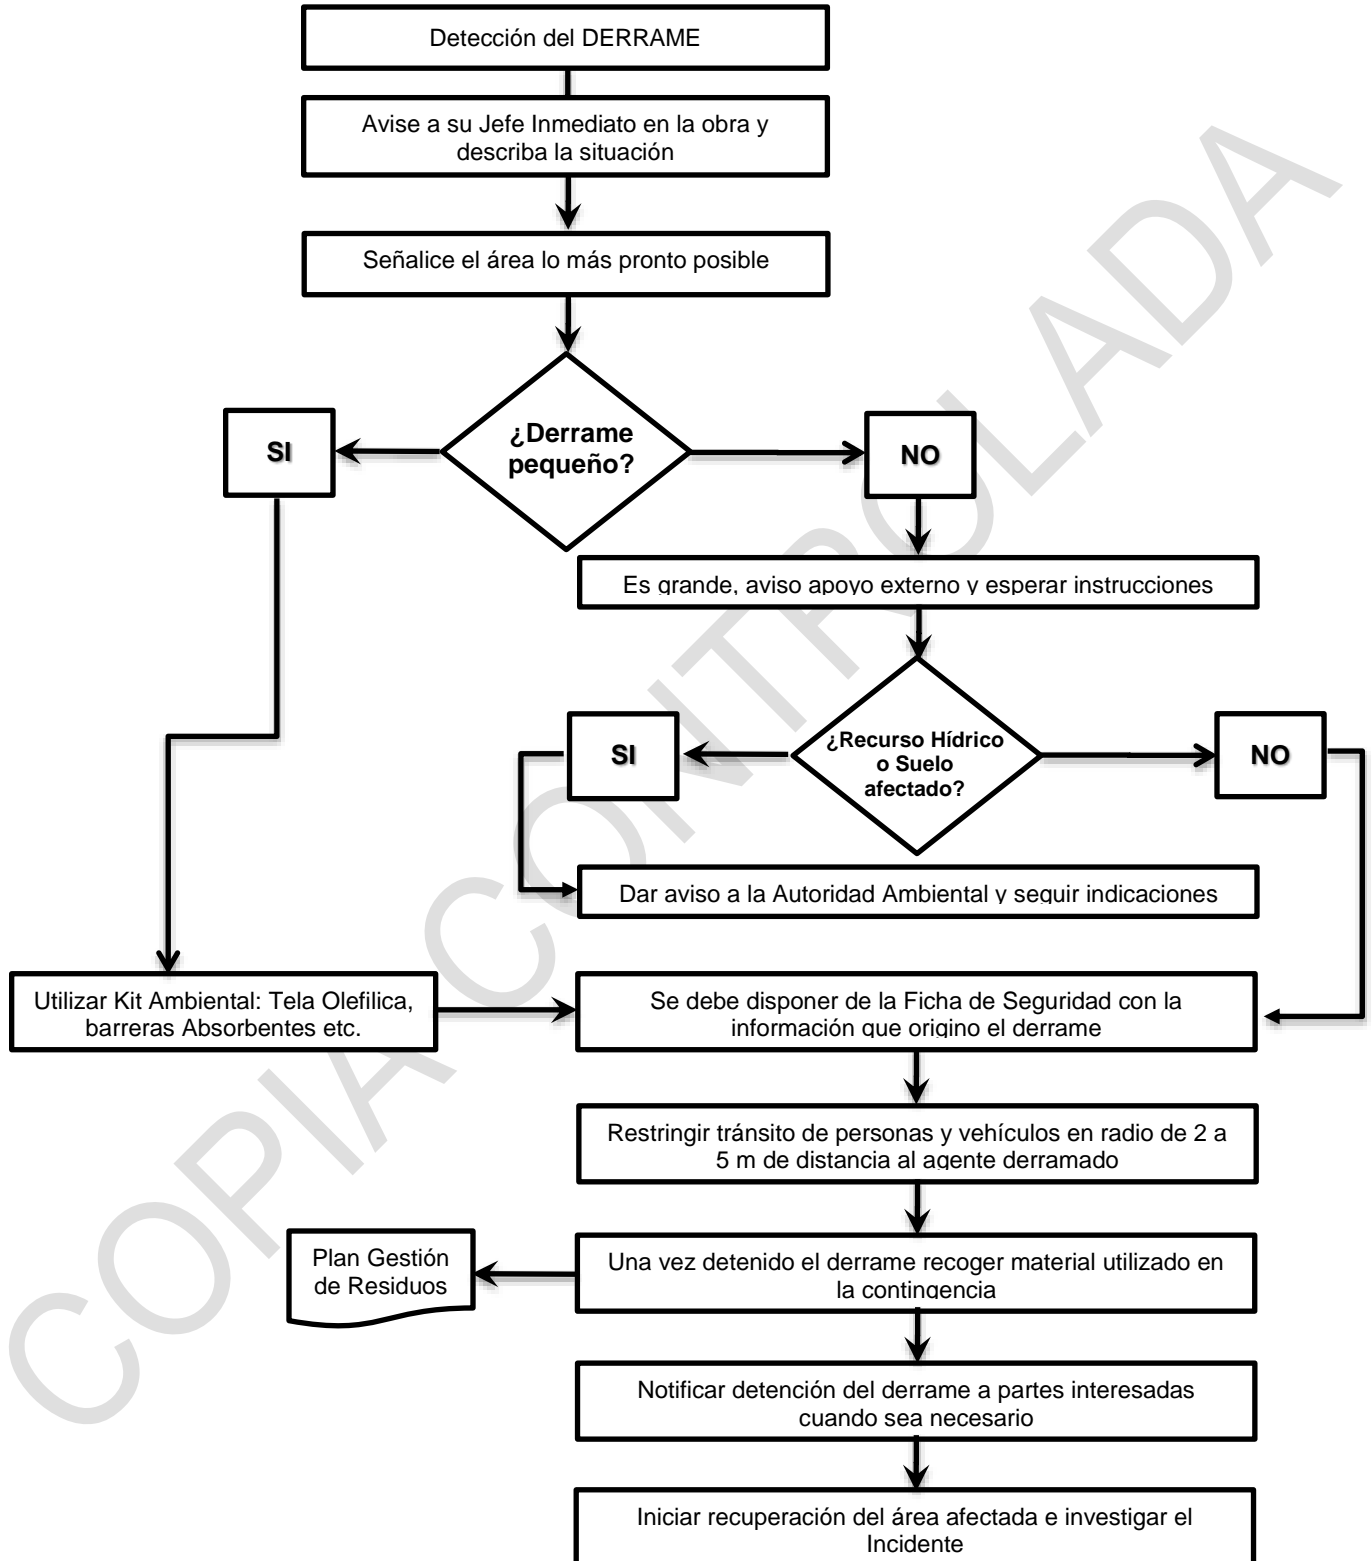 Detección del DERRAME
Avise a su Jefe Inmediato en la obra y
describa la situación
Señalice el área lo más pronto posible
¿Derrame
pequeño?
SI
NO
Es grande, aviso apoyo externo y esperar instrucciones
¿Recurso Hídrico
o Suelo
afectado?
SI
NO
Dar aviso a la Autoridad Ambiental y seguir indicaciones
Utilizar Kit Ambiental: Tela Olefilica,
barreras Absorbentes etc.
Se debe disponer de la Ficha de Seguridad con la
información que origino el derrame
Restringir tránsito de personas y vehículos en radio de 2 a
5 m de distancia al agente derramado
Plan Gestión
de Residuos
Una vez detenido el derrame recoger material utilizado en
la contingencia
Notificar detención del derrame a partes interesadas
cuando sea necesario
Iniciar recuperación del área afectada e investigar el
Incidente
COPIA CONTROLADA